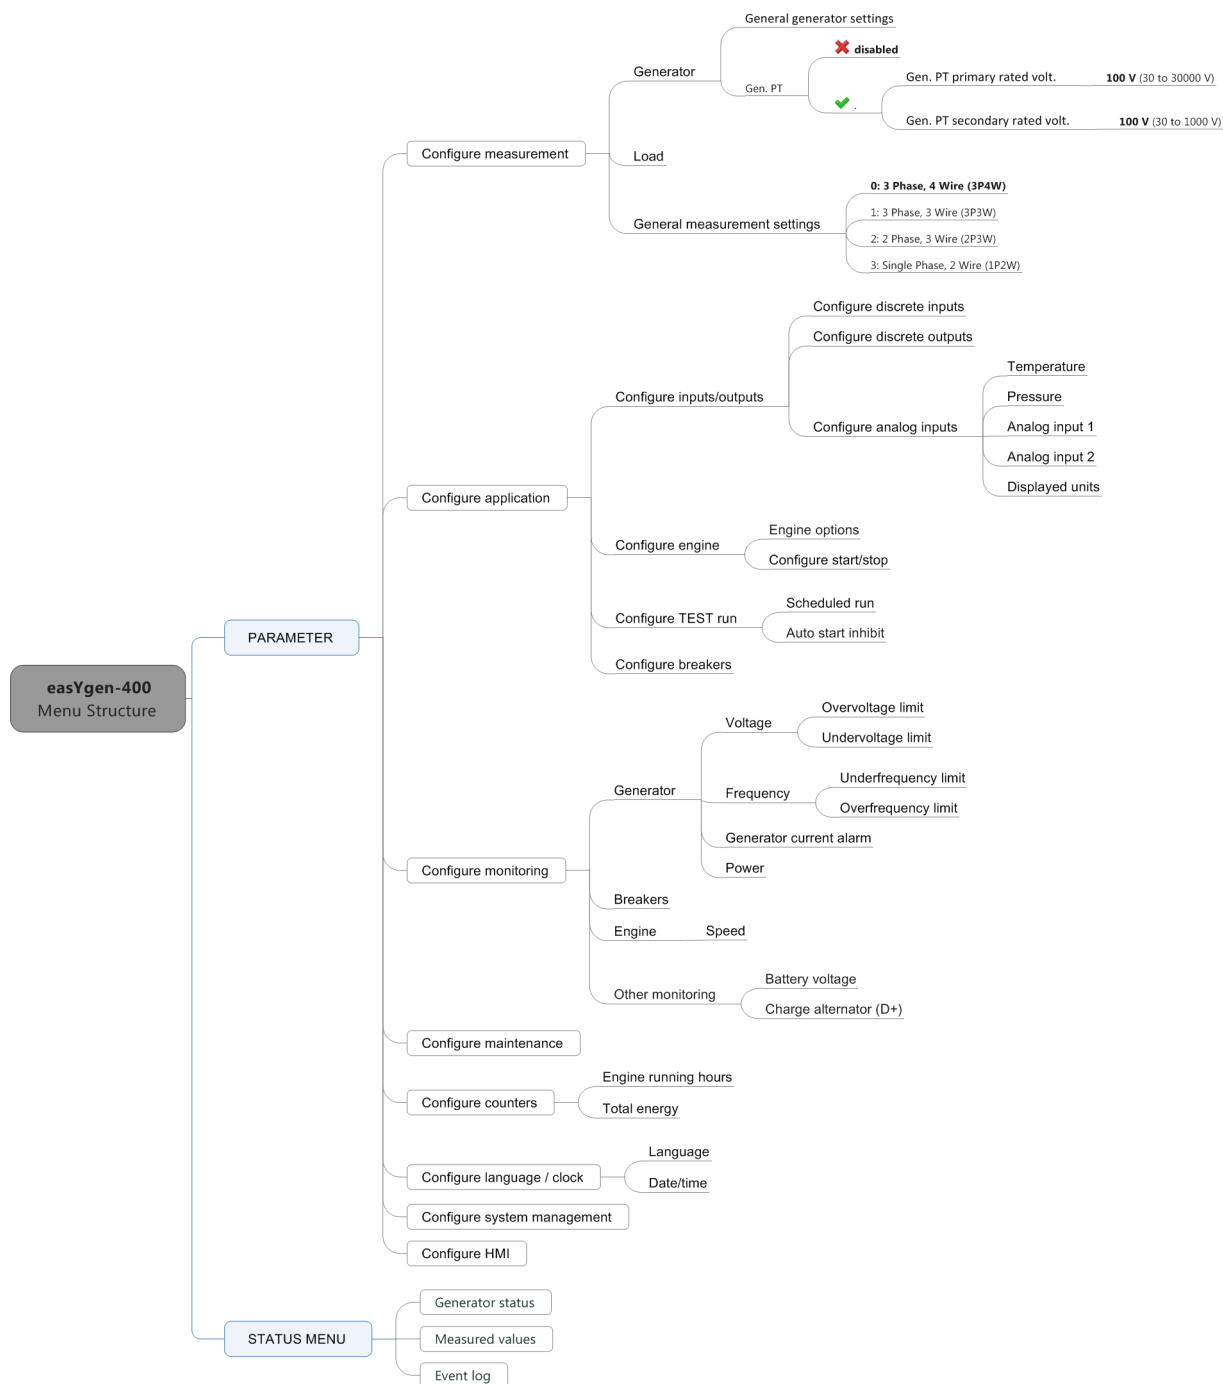 easYgen-400
Menu Structure
PARAMETER
Configure measurement
Generator
General generator settings
Gen. PT
disabled
.
Gen. PT primary rated volt.
100 V (30 to 30000 V)
Gen. PT secondary rated volt.
100 V (30 to 1000 V)
Load
General measurement settings
0: 3 Phase, 4 Wire (3P4W)
1: 3 Phase, 3 Wire (3P3W)
2: 2 Phase, 3 Wire (2P3W)
3: Single Phase, 2 Wire (1P2W)
Configure application
Configure inputs/outputs
Configure discrete inputs
Configure discrete outputs
Configure analog inputs
Temperature
Pressure
Analog input 1
Analog input 2
Displayed units
Configure engine
Engine options
Configure start/stop
Configure TEST run
Scheduled run
Auto start inhibit
Configure breakers
Configure monitoring
Generator
Voltage
Overvoltage limit
Undervoltage limit
Frequency
Underfrequency limit
Overfrequency limit
Generator current alarm
Power
Breakers
Engine
Speed
Other monitoring
Battery voltage
Charge alternator (D+)
Configure maintenance
Configure counters
Engine running hours
Total energy
Configure language / clock
Language
Date/time
Configure system management
Configure HMI
STATUS MENU
Generator status
Measured values
Event log